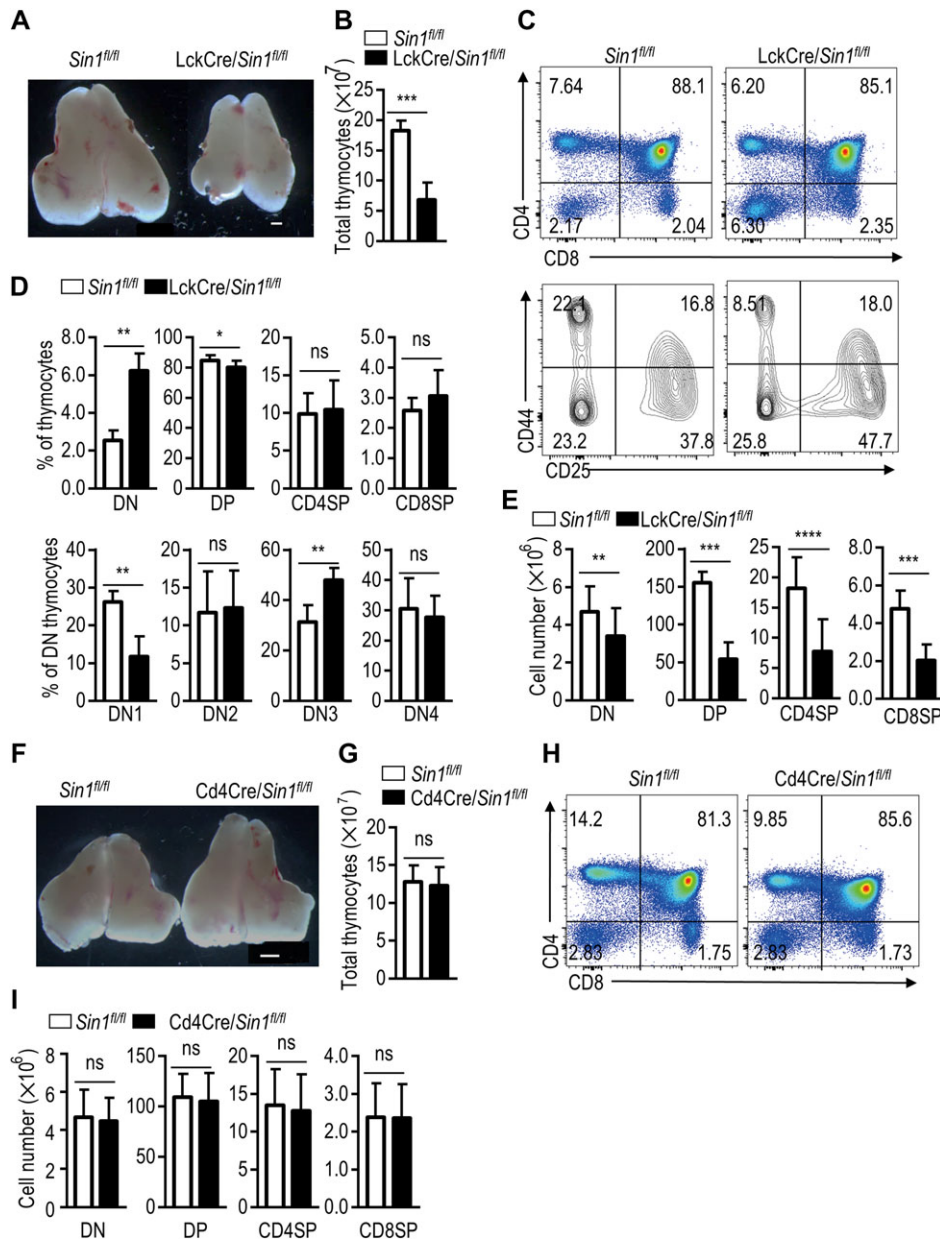 A
Sin1fl/fl LckCre/Sin1fl/fl
B
Sin1fl/fl
LckCre/Sin1fl/fl
Total thymocytes (×10⁷)
25
20
15
10
5
0
***
C
Sin1fl/fl LckCre/Sin1fl/fl
7.64 88.1 6.20 85.1
2.17 2.04 6.30 2.35
CD4
CD8
22.1 16.8 8.51 18.0
23.2 37.8 25.8 47.7
CD44
CD25
D
Sin1fl/fl LckCre/Sin1fl/fl
% of thymocytes
8.0
6.0
4.0
2.0
0.0
**
DN
100
80
60
40
20
0
*
DP
20
15
10
5
0
ns
CD4SP
5.0
4.0
3.0
2.0
1.0
0.0
ns
CD8SP
% of DN thymocytes
40
30
20
10
0
**
DN1
20
15
10
5
0
ns
DN2
60
40
20
0
**
DN3
50
40
30
20
10
0
ns
DN4
E
Sin1fl/fl LckCre/Sin1fl/fl
Cell number (×10⁶)
8
6
4
2
0
**
DN
200
150
100
50
0
***
DP
25
20
15
10
5
0
****
CD4SP
8.0
6.0
4.0
2.0
0.0
***
CD8SP
F
Sin1fl/fl Cd4Cre/Sin1fl/fl
G
Sin1fl/fl
Cd4Cre/Sin1fl/fl
Total thymocytes (×10⁷)
20
15
10
5
0
ns
H
Sin1fl/fl Cd4Cre/Sin1fl/fl
14.2 81.3 9.85 85.6
2.83 1.75 2.83 1.73
CD4
CD8
I
Sin1fl/fl Cd4Cre/Sin1fl/fl
Cell number (×10⁶)
8
6
4
2
0
ns
DN
150
100
50
0
ns
DP
20
15
10
5
0
ns
CD4SP
4.0
3.0
2.0
1.0
0.0
ns
CD8SP